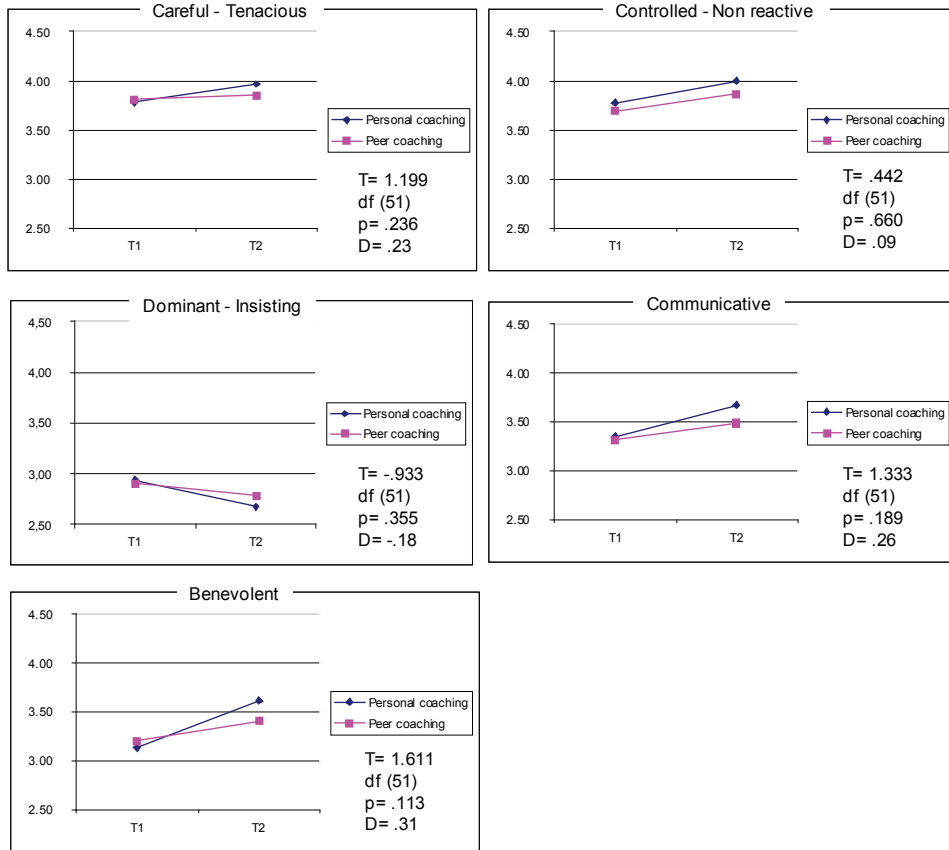 Careful - Tenacious
4.50
4.00
3.50
3.00
2.50
T1
T2
Personal coaching
Peer coaching
T= 1.199
df (51)
p= .236
D= .23
Controlled - Non reactive
4.50
4.00
3.50
3.00
2.50
T1
T2
Personal coaching
Peer coaching
T= .442
df (51)
p= .660
D= .09
Dominant - Insisting
4,50
4,00
3,50
3,00
2,50
T1
T2
Personal coaching
Peer coaching
T= -.933
df (51)
p= .355
D= -.18
Communicative
4.50
4.00
3.50
3.00
2.50
T1
T2
Personal coaching
Peer coaching
T= 1.333
df (51)
p= .189
D= .26
Benevolent
4.50
4.00
3.50
3.00
2.50
T1
T2
Personal coaching
Peer coaching
T= 1.611
df (51)
p= .113
D= .31